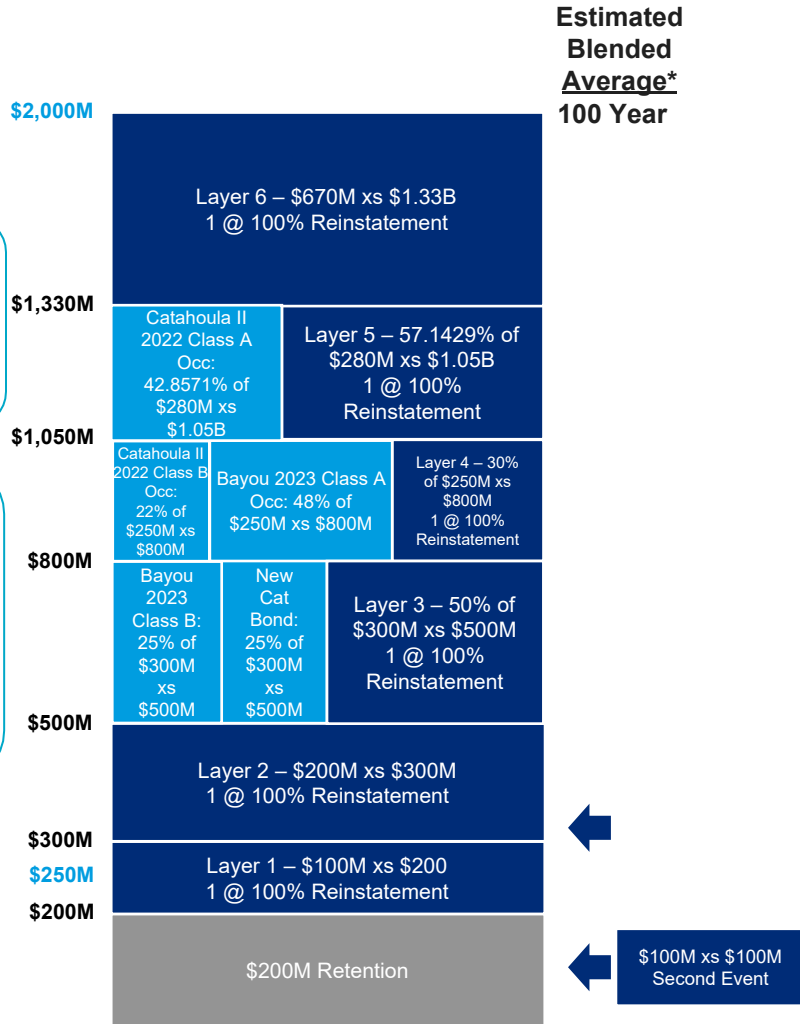 Estimated
Blended
Average*
100 Year
$2,000M
Layer 6 – $670M xs $1.33B
1 @ 100% Reinstatement
$1,330M
Catahoula II
2022 Class A
Occ:
42.8571% of
$280M xs
$1.05B
Layer 5 – 57.1429% of
$280M xs $1.05B
1 @ 100%
Reinstatement
$1,050M
Catahoula II
2022 Class B
Occ:
22% of
$250M xs
$800M
Bayou 2023 Class A
Occ: 48% of
$250M xs $800M
Layer 4 – 30%
of $250M xs
$800M
1 @ 100%
Reinstatement
$800M
Bayou
2023
Class B:
25% of
$300M
xs
$500M
New
Cat
Bond:
25% of
$300M
xs
$500M
Layer 3 – 50% of
$300M xs $500M
1 @ 100%
Reinstatement
$500M
Layer 2 – $200M xs $300M
1 @ 100% Reinstatement
$300M
Layer 1 – $100M xs $200
1 @ 100% Reinstatement
$250M
$200M
$200M Retention
$100M xs $100M
Second Event